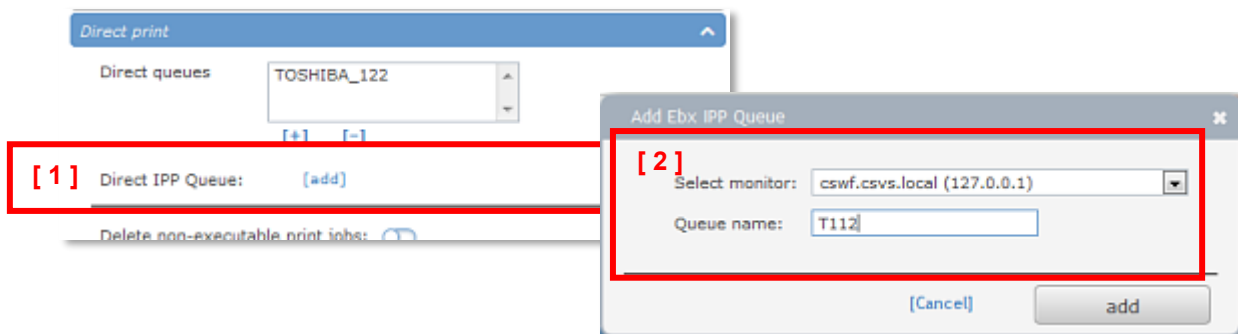 Direct print
Direct queues
TOSHIBA_122
[+] [-]
[ 1 ] Direct IPP Queue: [add]
Delete non-executable print jobs:
Add Ebx IPP Queue
[ 2 ]
Select monitor: cswf.csvs.local (127.0.0.1)
Queue name: T112
[Cancel] add